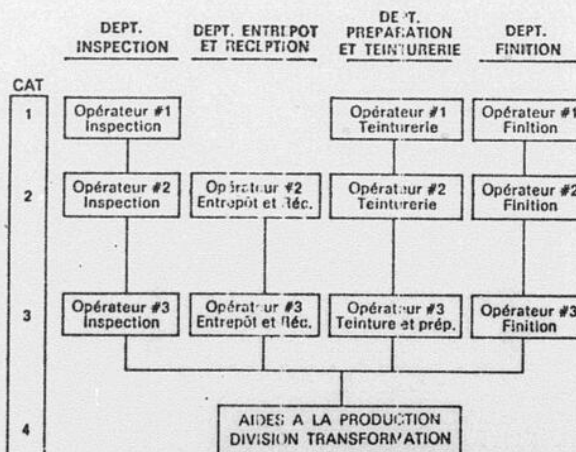 DEPT.
INSPECTION
DEPT. ENTREPOT
ET RECEPTION
DEPT.
PREPARATION
ET TEINTURERIE
DEPT.
FINITION
CAT
1
Opérateur #1
Inspection
Opérateur #1
Teinturerie
Opérateur #1
Finition
2
Opérateur #2
Inspection
Opérateur #2
Entrepôt et Réc.
Opérateur #2
Teinturerie
Opérateur #2
Finition
3
Opérateur #3
Inspection
Opérateur #3
Entrepôt et Réc.
Opérateur #3
Teinture et prép.
Opérateur #3
Finition
4
AIDES A LA PRODUCTION
DIVISION TRANSFORMATION